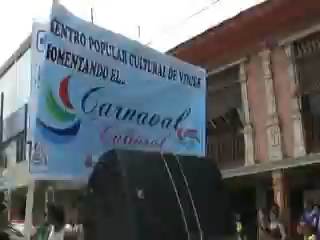 CENTRO POPULAR CULTURAL DE VINCES
FOMENTANDO EL...
Carnaval
Cultural